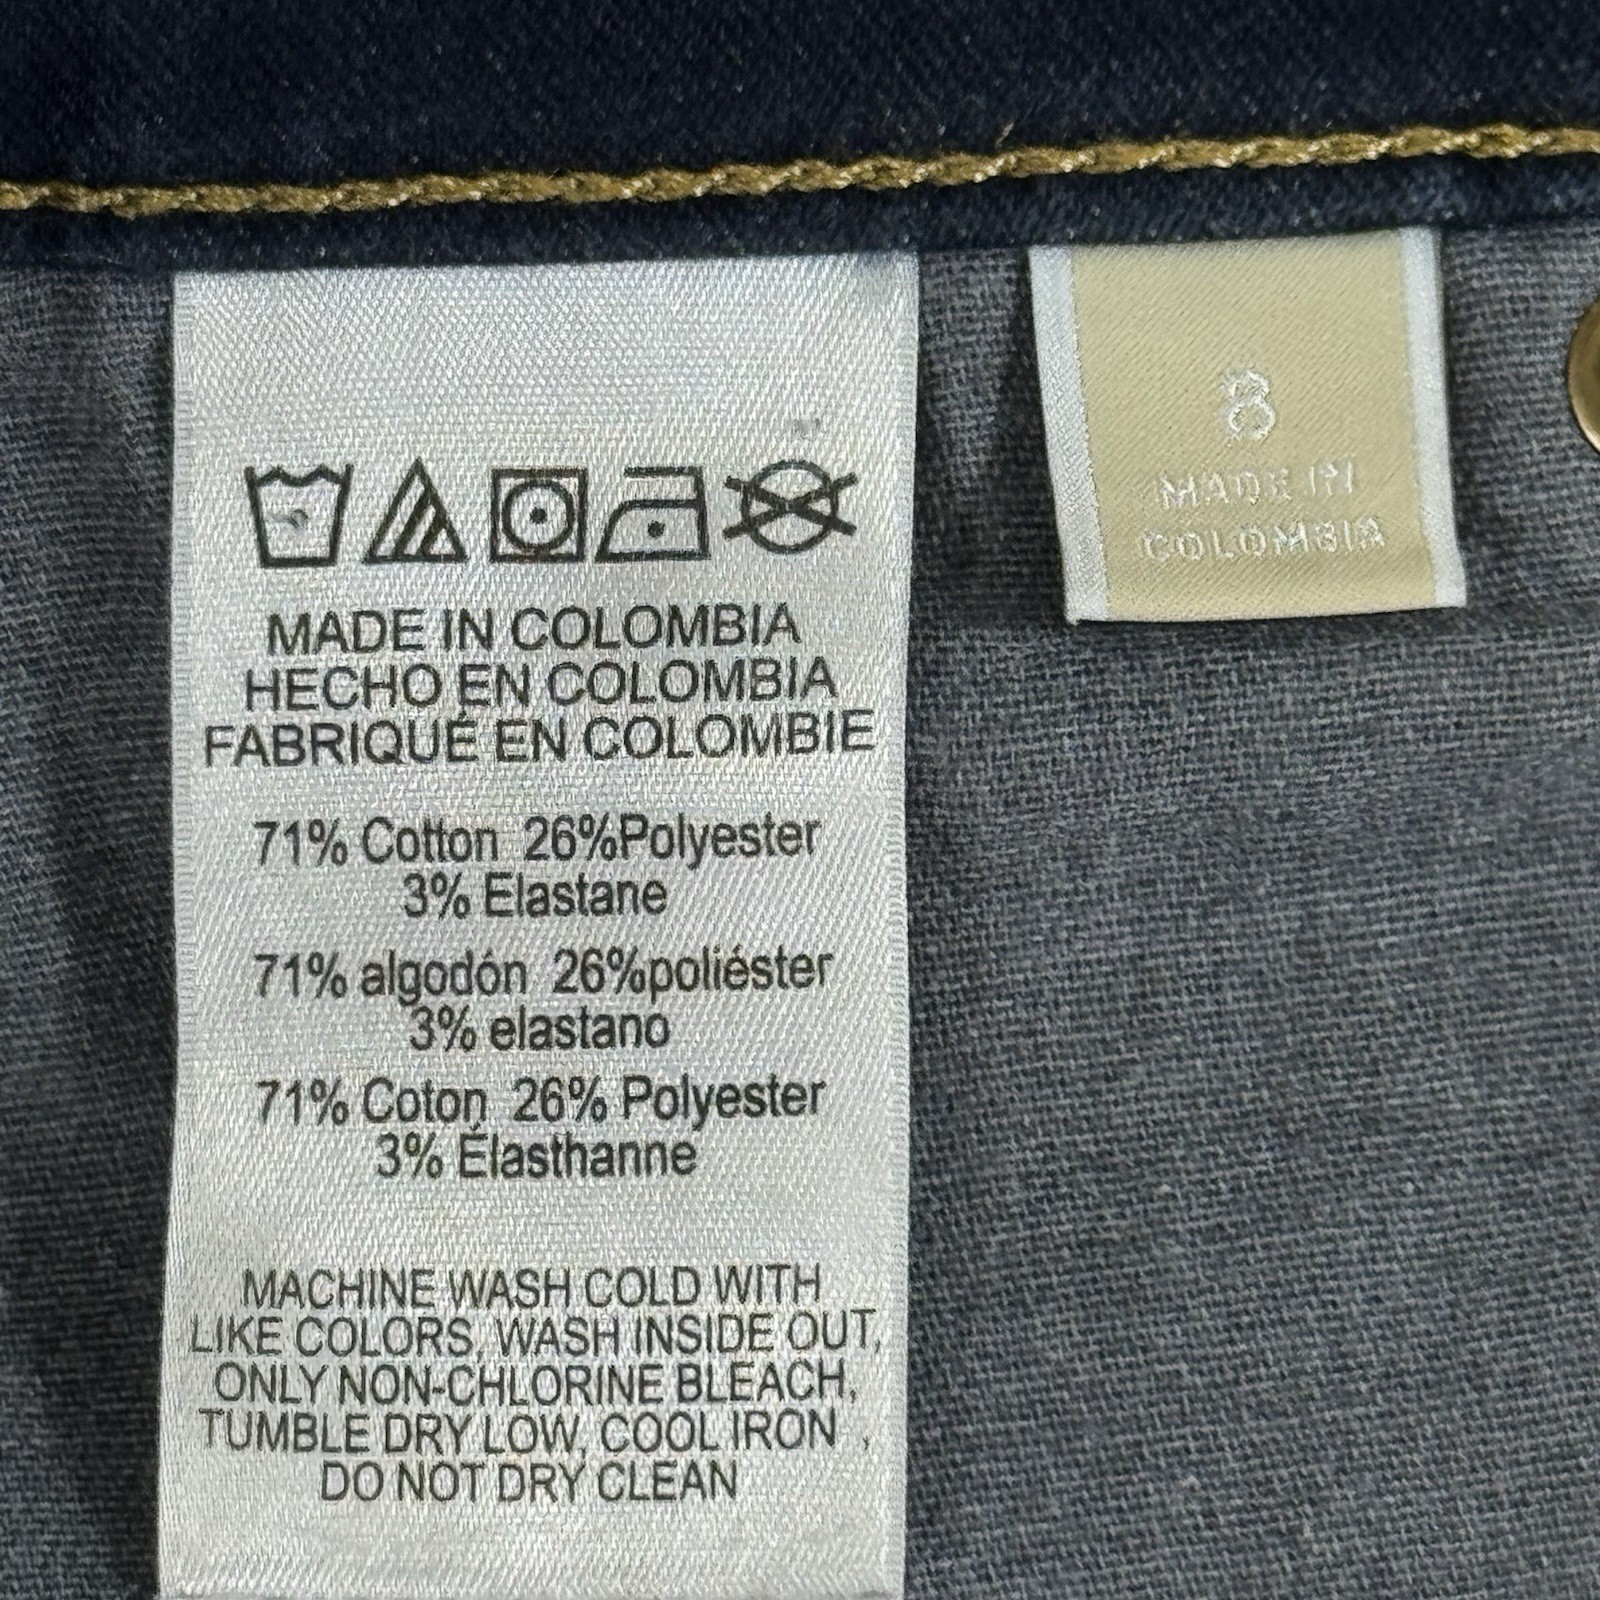 MADE IN COLOMBIA
HECHO EN COLOMBIA
FABRIQUÉ EN COLOMBIE
71% Cotton 26%Polyester
3% Elastane
71% algodón 26%poliéster
3% elastano
71% Coton 26% Polyester
3% Élasthanne
MACHINE WASH COLD WITH
LIKE COLORS, WASH INSIDE OUT,
ONLY NON-CHLORINE BLEACH,
TUMBLE DRY LOW, COOL IRON ,
DO NOT DRY CLEAN
8
MADE IN
COLOMBIA